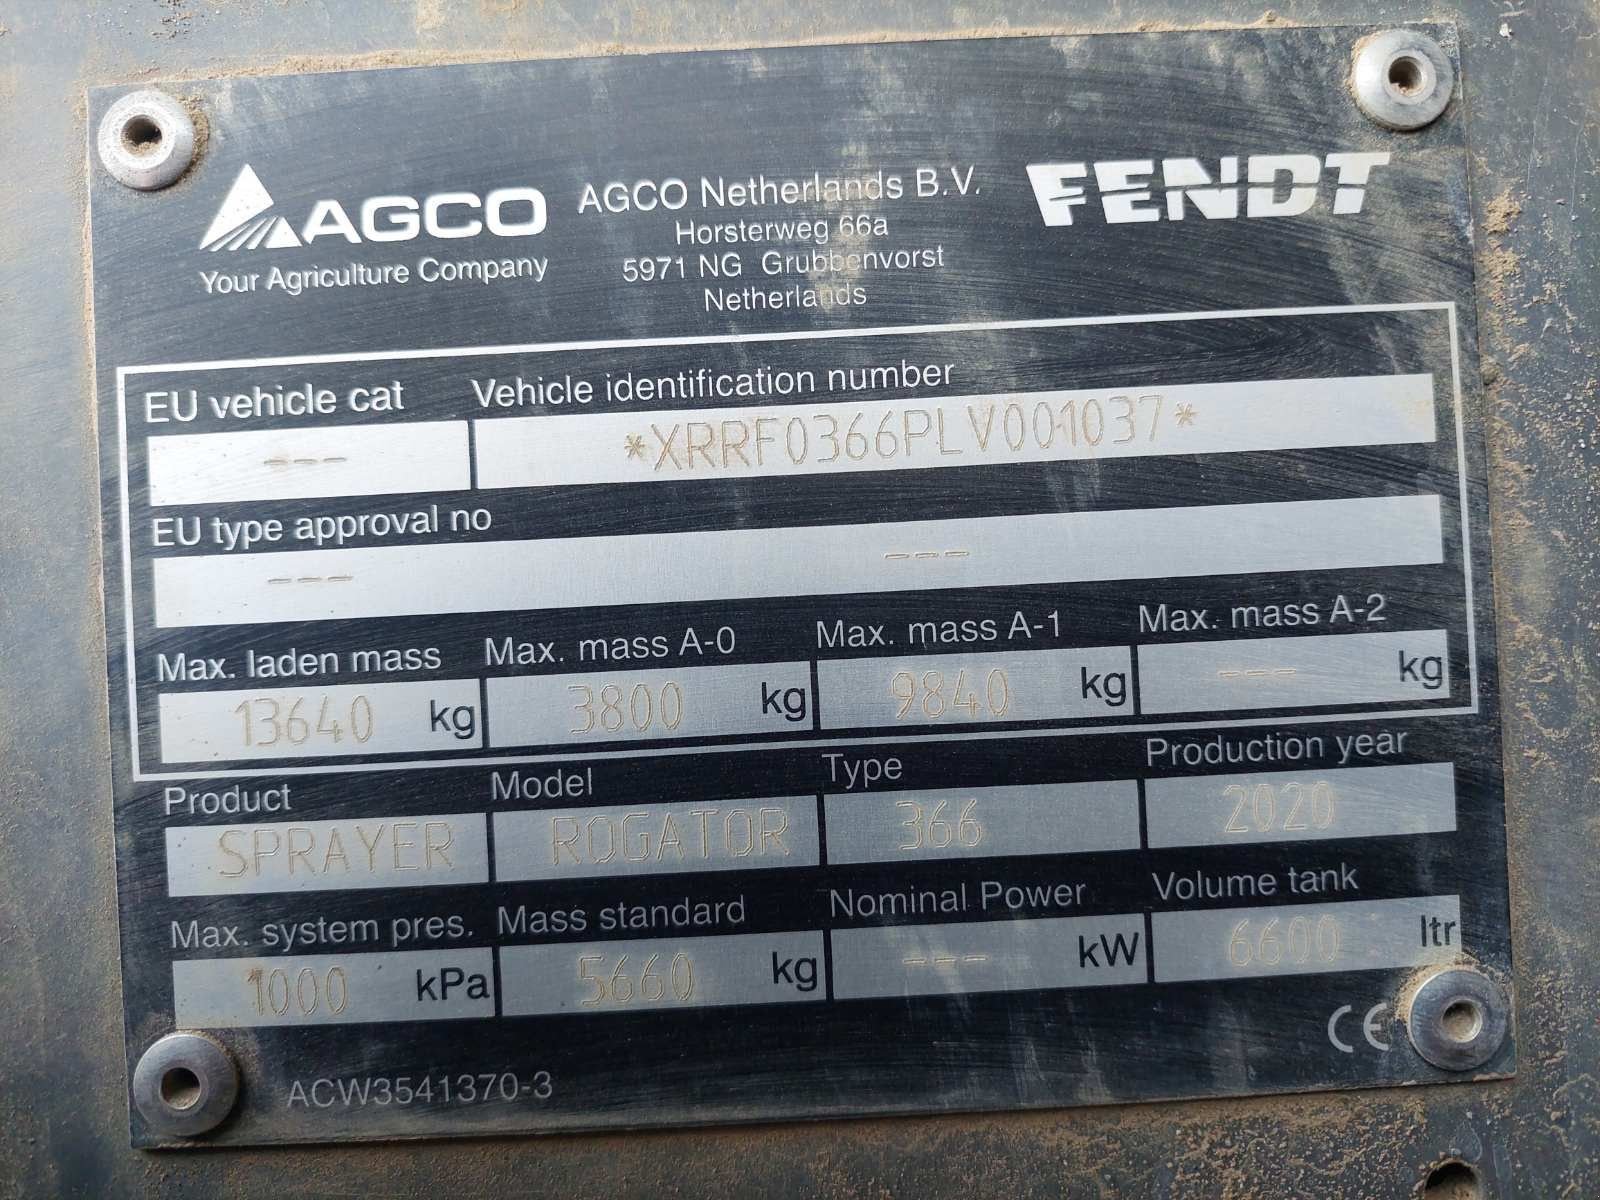 AGCO
Your Agriculture Company
AGCO Netherlands B.V.
Horsterweg 66a
5971 NG Grubbenvorst
Netherlands
FENDT
EU vehicle cat Vehicle identification number
--- *XRRF0366PLV001037*
EU type approval no
--- ---
Max. laden mass Max. mass A-0 Max. mass A-1 Max. mass A-2
13640 kg 3800 kg 9840 kg --- kg
Product Model Type Production year
SPRAYER ROGATOR 366 2020
Max. system pres. Mass standard Nominal Power Volume tank
1000 kPa 5660 kg --- kW 6600 ltr
CE
ACW3541370-3